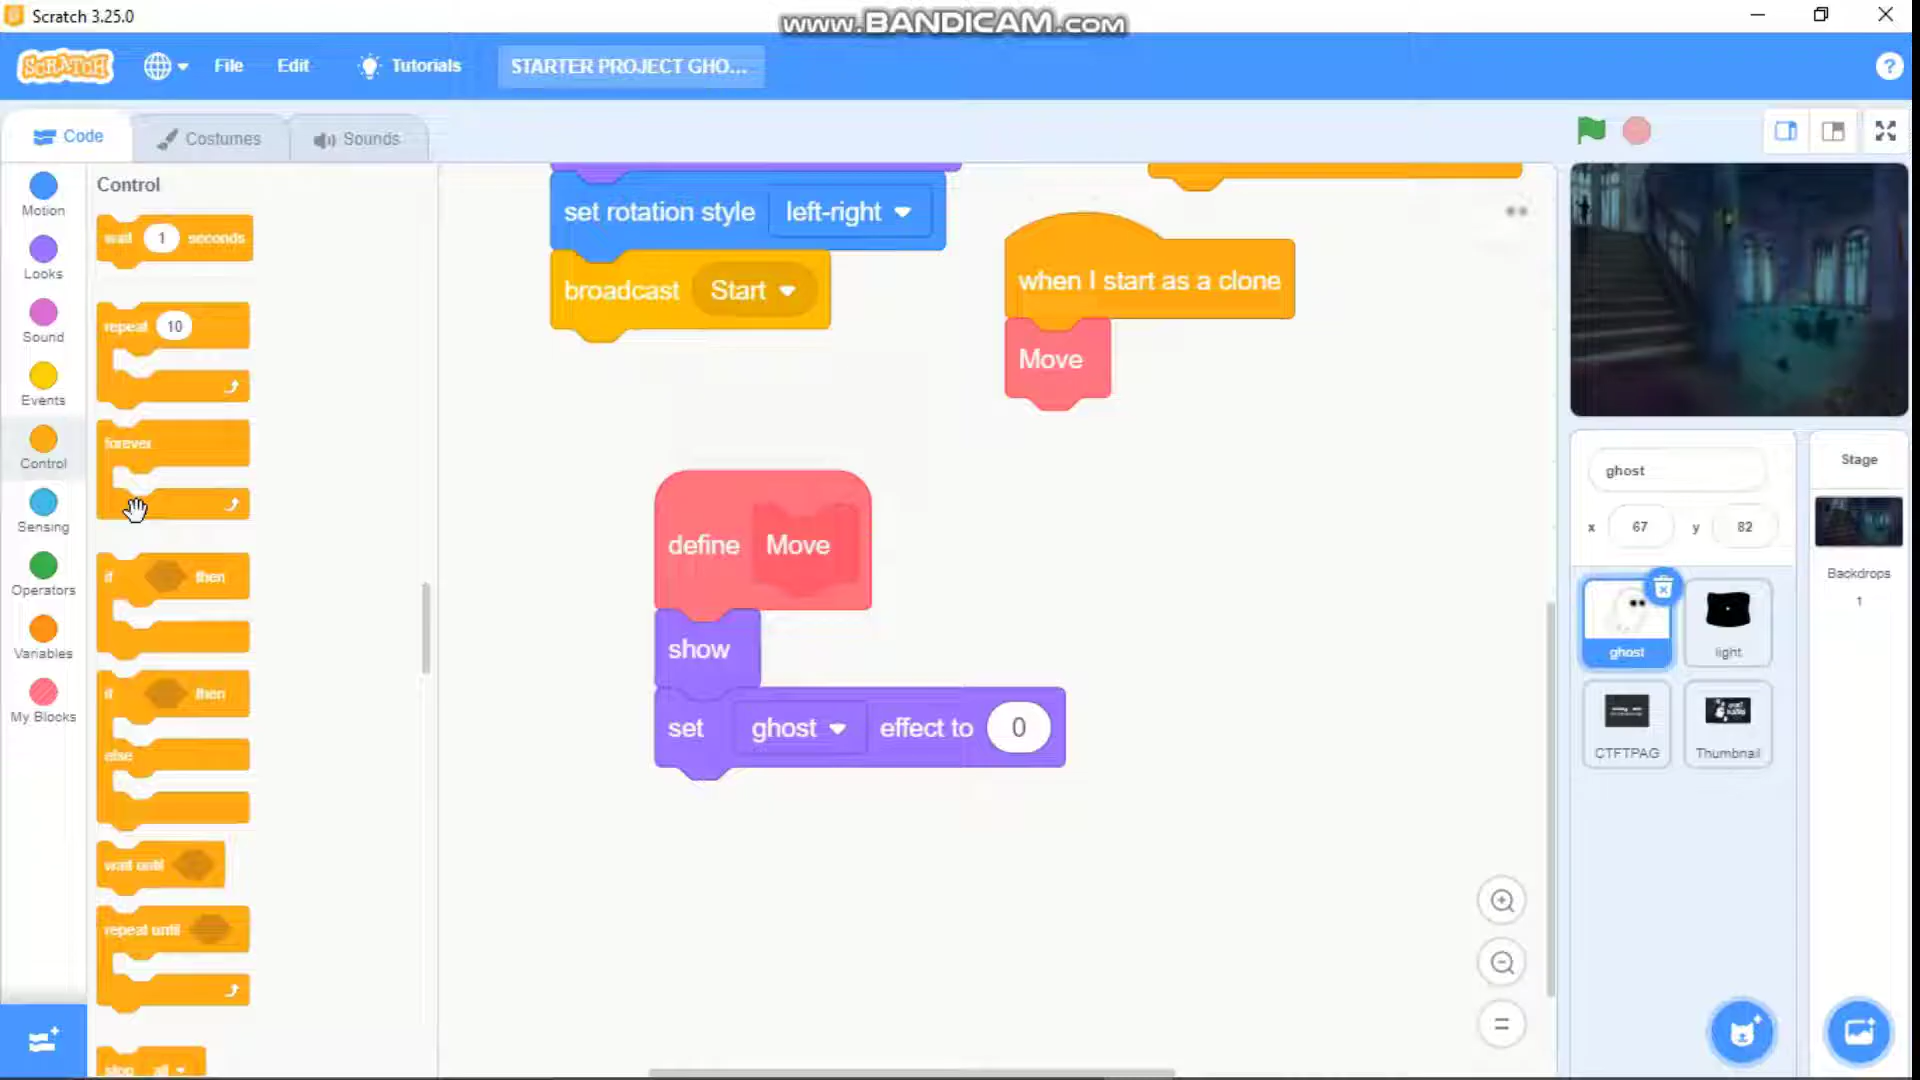 Scratch 3.25.0
www.BANDICAM.com
SCRATCH
File
Edit
Tutorials
STARTER PROJECT GHO...
?
Code
Costumes
Sounds
Motion
Looks
Sound
Events
Control
Sensing
Operators
Variables
My Blocks
Control
wait 1 seconds
repeat 10
forever
if then
if then
else
wait until
repeat until
stop all
set rotation style left-right
broadcast Start
when I start as a clone
Move
define Move
show
set ghost effect to 0
ghost
x 67 y 82
ghost
light
CTFTPAG
Thumbnail
Stage
Backdrops
1